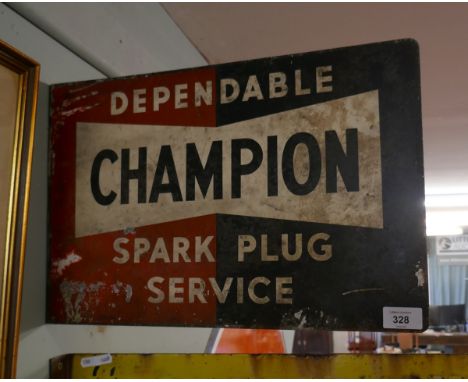 DEPENDABLE
CHAMPION
SPARK PLUG
SERVICE
328